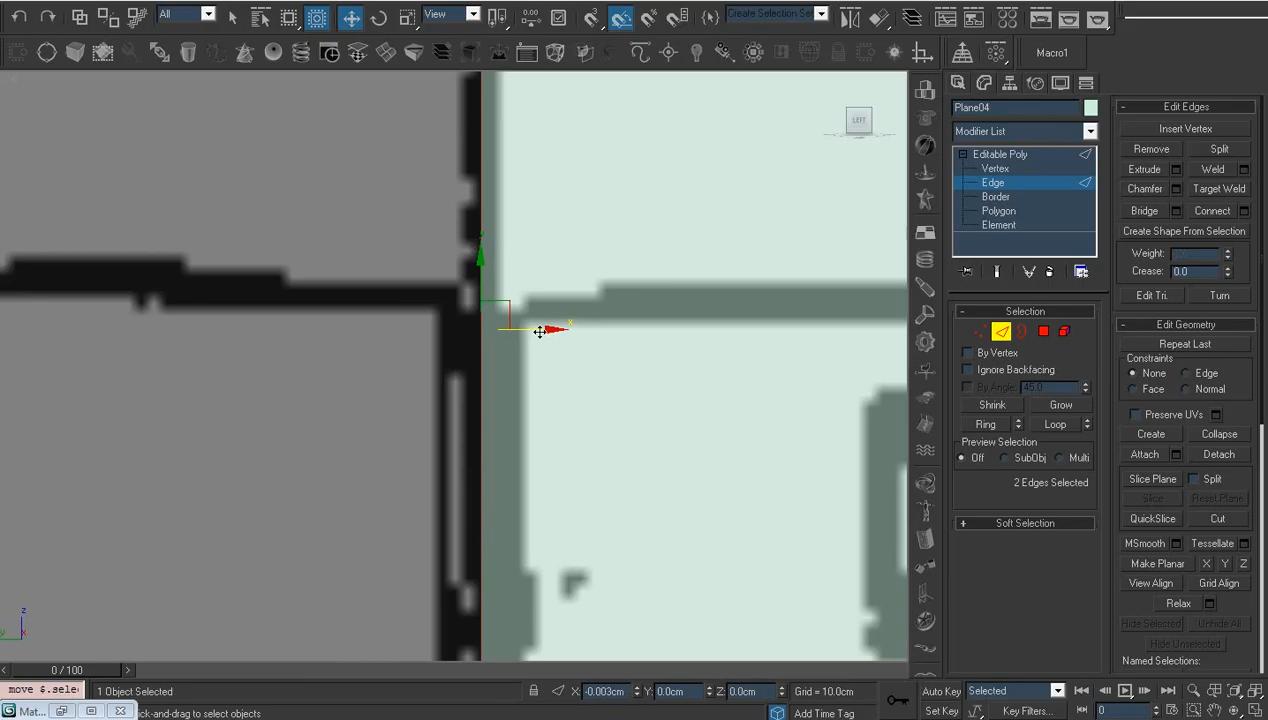 All
View
Create Selection Set
Macro1
LEFT
Plane04
Modifier List
Editable Poly
Vertex
Edge
Border
Polygon
Element
Selection
By Vertex
Ignore Backfacing
By Angle: 45.0
Shrink Grow
Ring Loop
Preview Selection
Off SubObj Multi
2 Edges Selected
Soft Selection
Edit Edges
Insert Vertex
Remove Split
Extrude Weld
Chamfer Target Weld
Bridge Connect
Create Shape From Selection
Weight:
Crease: 0.0
Edit Tri. Turn
Edit Geometry
Repeat Last
Constraints
None Edge
Face Normal
Preserve UVs
Create Collapse
Attach Detach
Slice Plane Split
Slice Reset Plane
QuickSlice Cut
MSmooth Tessellate
Make Planar X Y Z
View Align Grid Align
Relax
Hide Selected Unhide All
Hide Unselected
Named Selections:
z
y
x
x
0 / 100
move $.selec
1 Object Selected
X: -0.003cm Y: 0.0cm Z: 0.0cm Grid = 10.0cm
Auto Key Selected
Mat...
ick-and-drag to select objects
Add Time Tag
Set Key Key Filters...
0